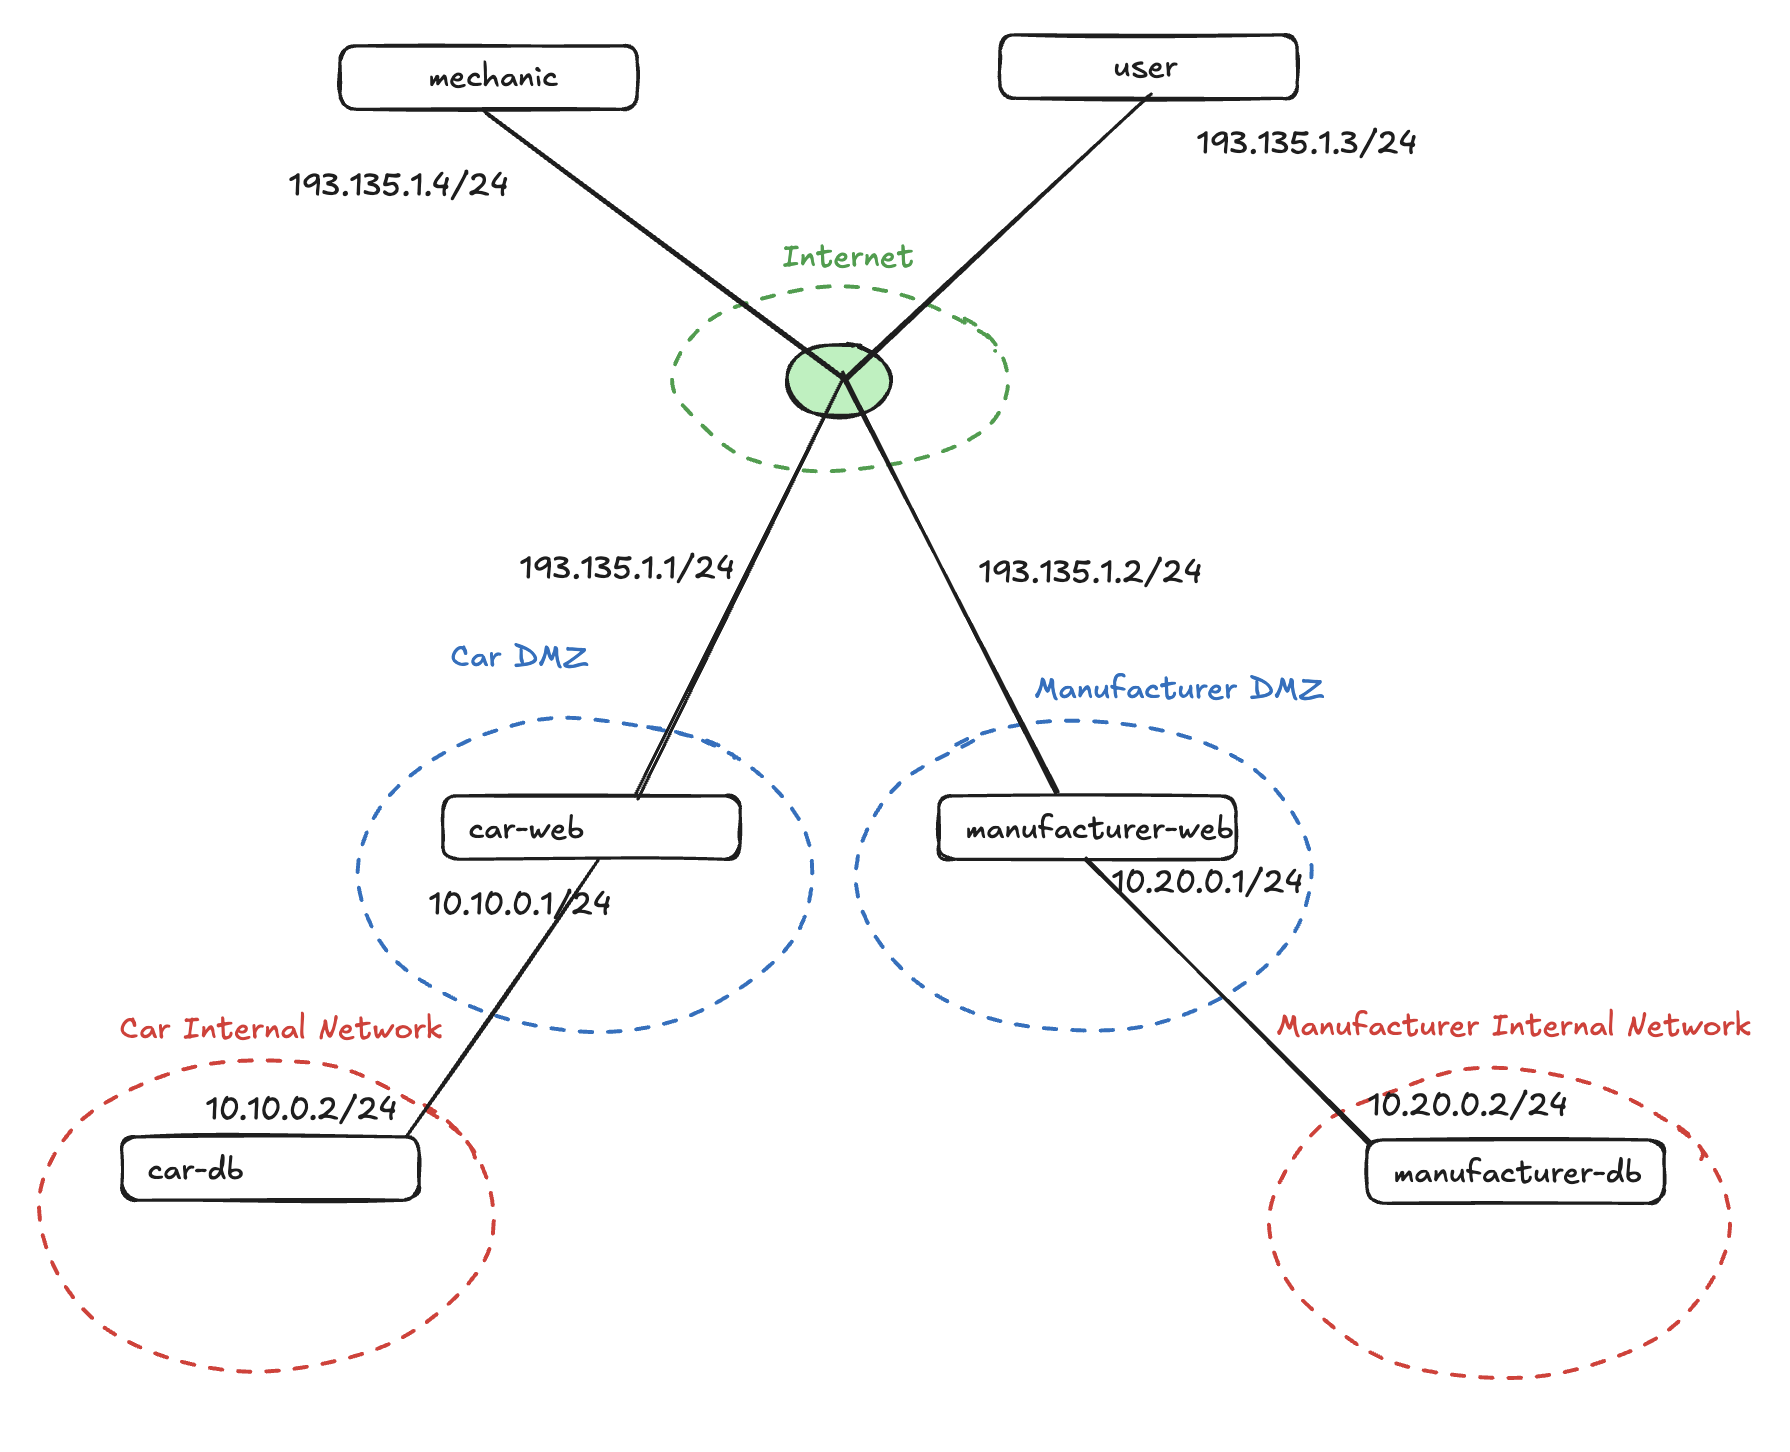 mechanic
user
193.135.1.4/24
193.135.1.3/24
Internet
193.135.1.1/24
193.135.1.2/24
Car DMZ
Manufacturer DMZ
car-web
manufacturer-web
10.10.0.1/24
10.20.0.1/24
Car Internal Network
Manufacturer Internal Network
10.10.0.2/24
10.20.0.2/24
car-db
manufacturer-db